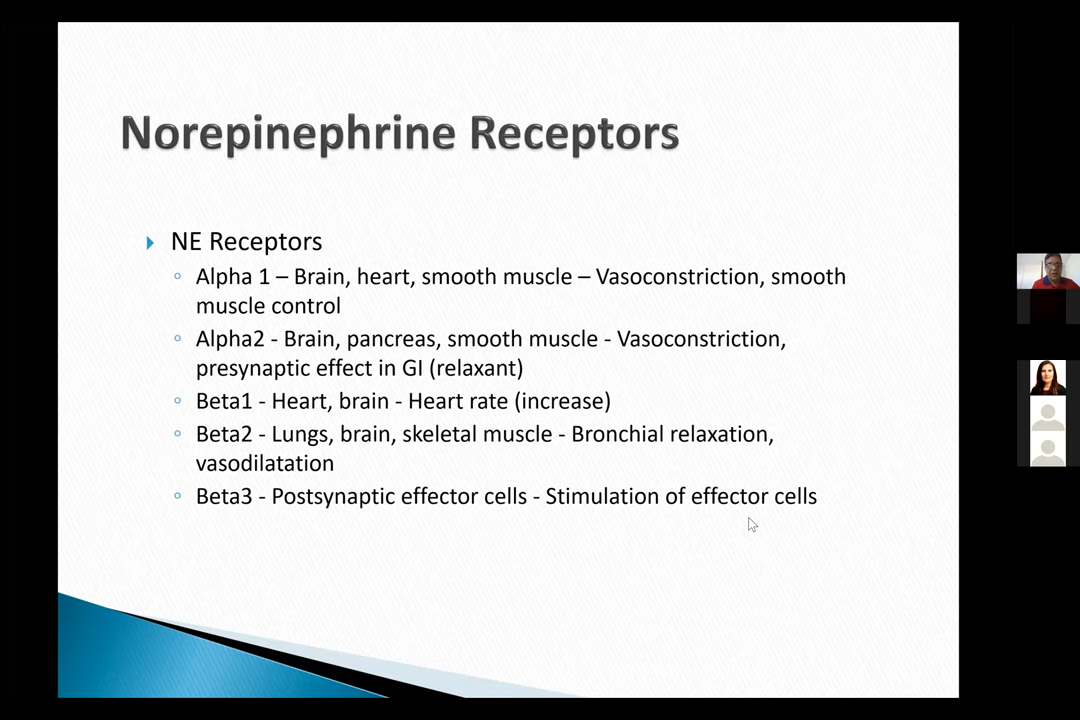 Norepinephrine Receptors
NE Receptors
Alpha 1 – Brain, heart, smooth muscle – Vasoconstriction, smooth
muscle control
Alpha2 - Brain, pancreas, smooth muscle - Vasoconstriction,
presynaptic effect in GI (relaxant)
Beta1 - Heart, brain - Heart rate (increase)
Beta2 - Lungs, brain, skeletal muscle - Bronchial relaxation,
vasodilatation
Beta3 - Postsynaptic effector cells - Stimulation of effector cells